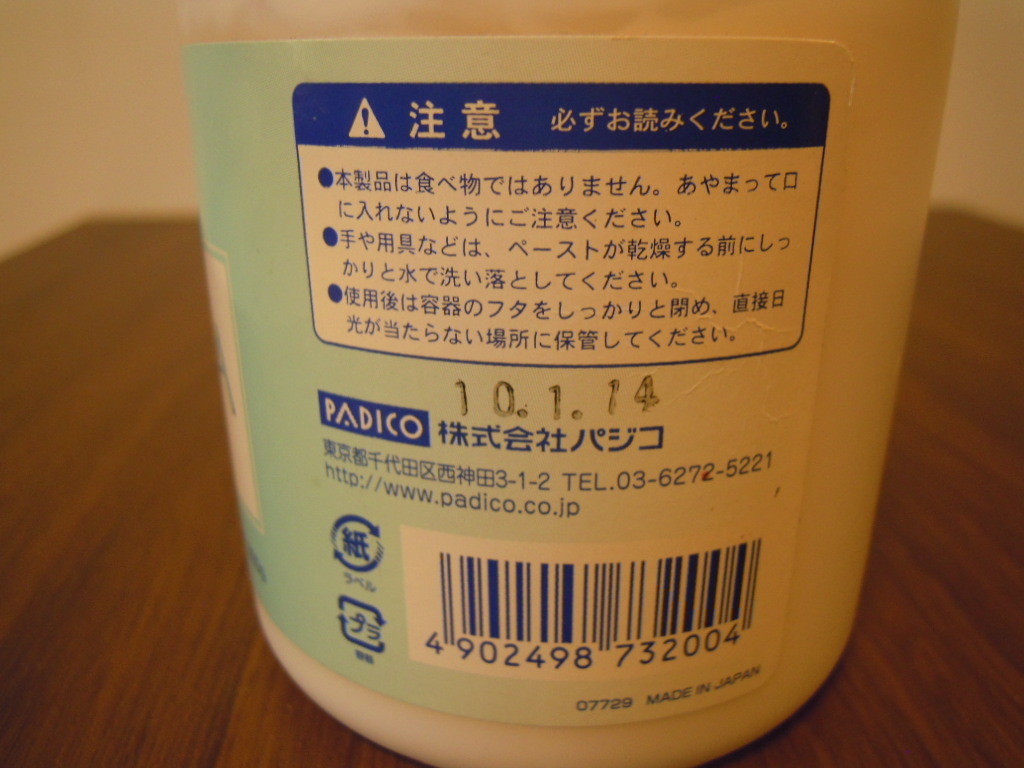 注意 必ずお読みください。
●本製品は食べ物ではありません。あやまって口
に入れないようにご注意ください。
●手や用具などは、ペーストが乾燥する前にしっ
かりと水で洗い落としてください。
●使用後は容器のフタをしっかりと閉め、直接日
光が当たらない場所に保管してください。
10.1.14
PADICO 株式会社パジコ
東京都千代田区西神田3-1-2 TEL.03-6272-5221
http://www.padico.co.jp
紙
ラベル
プラ
4 902498 732004
07729 MADE IN JAPAN